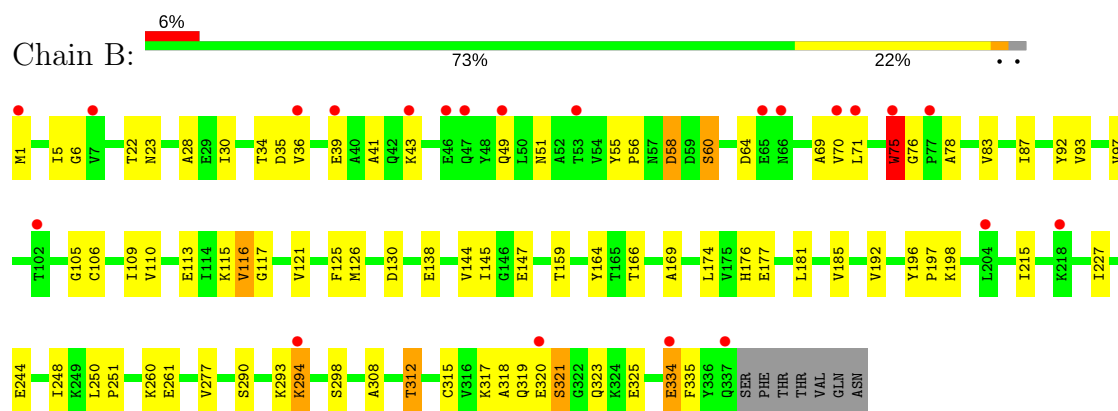 6%
Chain B:
73% 22% • •
M1 I5 G6 V7 T22 N23 A28 E29 I30 T34 D35 V36 E39 A40 A41 Q42 K43 E46 Q47 Y48 Q49 L50 N51 A52 T53 V54 Y55 P56 N57 D58 D59 S60 D64 E65 N66 A69 V70 L71 W75 G76 P77 A78 V83 I87 Y92 V93 V97
T102 G105 C106 I109 V110 E113 I114 K115 V116 G117 V121 F125 M126 D130 E138 V144 I145 G146 E147 T159 Y164 T165 T166 A169 L174 V175 H176 E177 L181 V185 V192 Y196 P197 K198 L204 I215 K218 I227
E244 I248 K249 L250 P251 K260 E261 V277 S290 K293 K294 S298 A308 T312 C315 V316 K317 A318 Q319 E320 S321 G322 Q323 K324 E325 E334 F335 Y336 Q337 SER PHE THR THR VAL GLN ASN